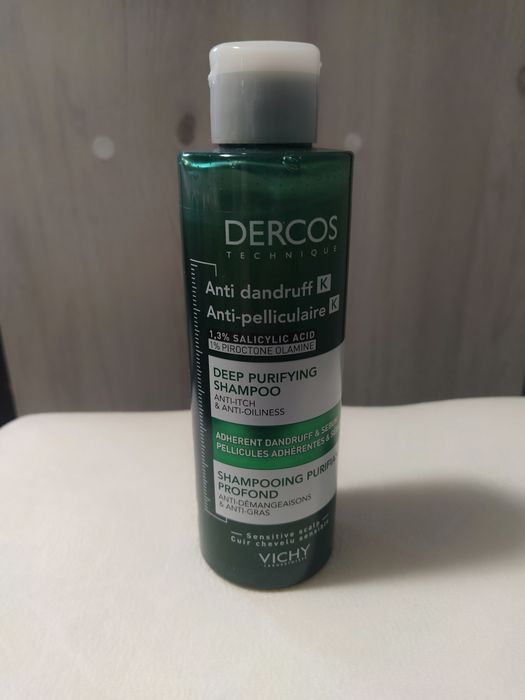 DERCOS
TECHNIQUE
Anti dandruff K
Anti-pelliculaire K
1,3% SALICYLIC ACID
1% PIROCTONE OLAMINE
DEEP PURIFYING
SHAMPOO
ANTI-ITCH
& ANTI-OILINESS
ADHERENT DANDRUFF &
PELLICULES ADHÉRENTES &
SHAMPOOING
PROFOND
ANTI-DÉMANGEAISONS
& ANTI-GRAS
Sensitive scalp
Cuir chevelu sensible
VICHY
LABORATOIRES